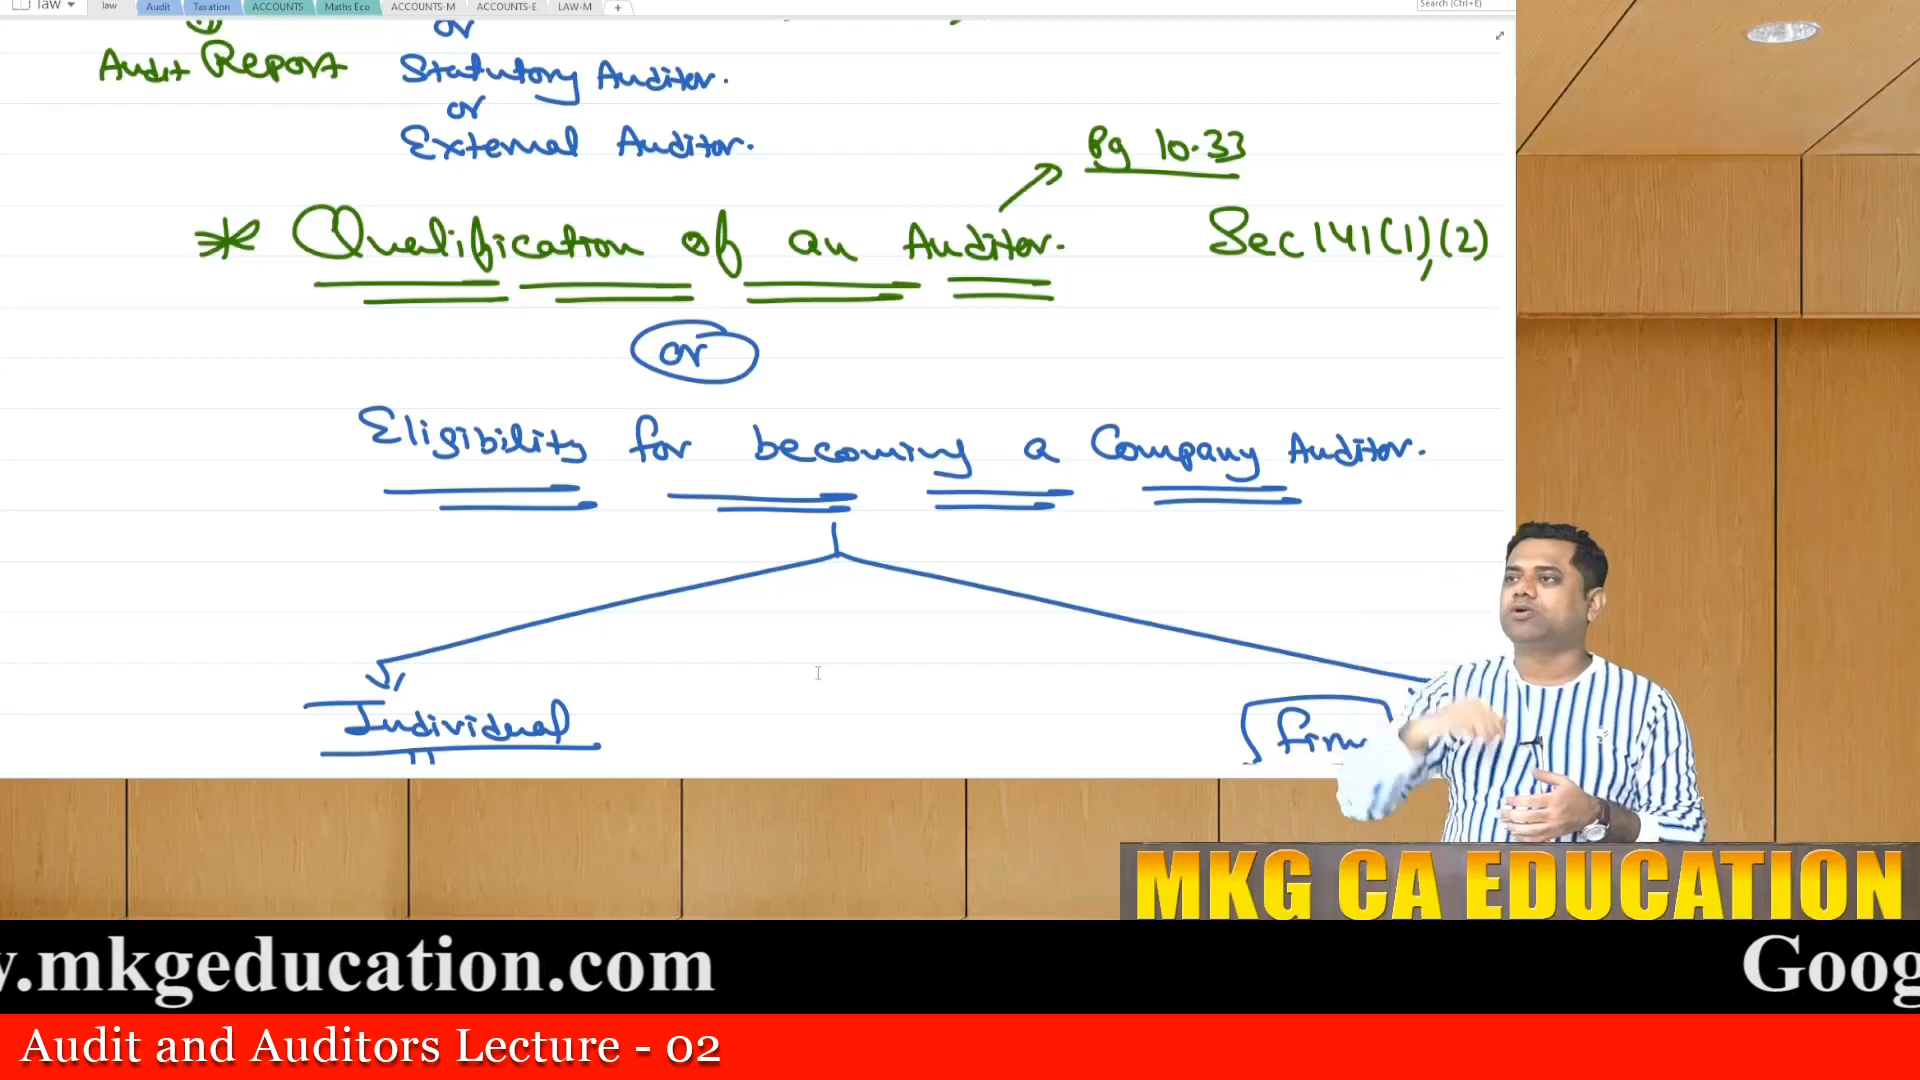 law
law Audit Taxation ACCOUNTS Maths Eco ACCOUNTS-M ACCOUNTS-E LAW-M +
Search (Ctrl+E)
or
Audit Report
Statutory Auditor.
or
External Auditor.
Pg 10.33
* Qualification of an Auditor.
Sec 141(1),(2)
or
Eligibility for becoming a Company Auditor.
Individual
firm
MKG CA EDUCATION
.mkgeducation.com
Goog
Audit and Auditors Lecture - 02